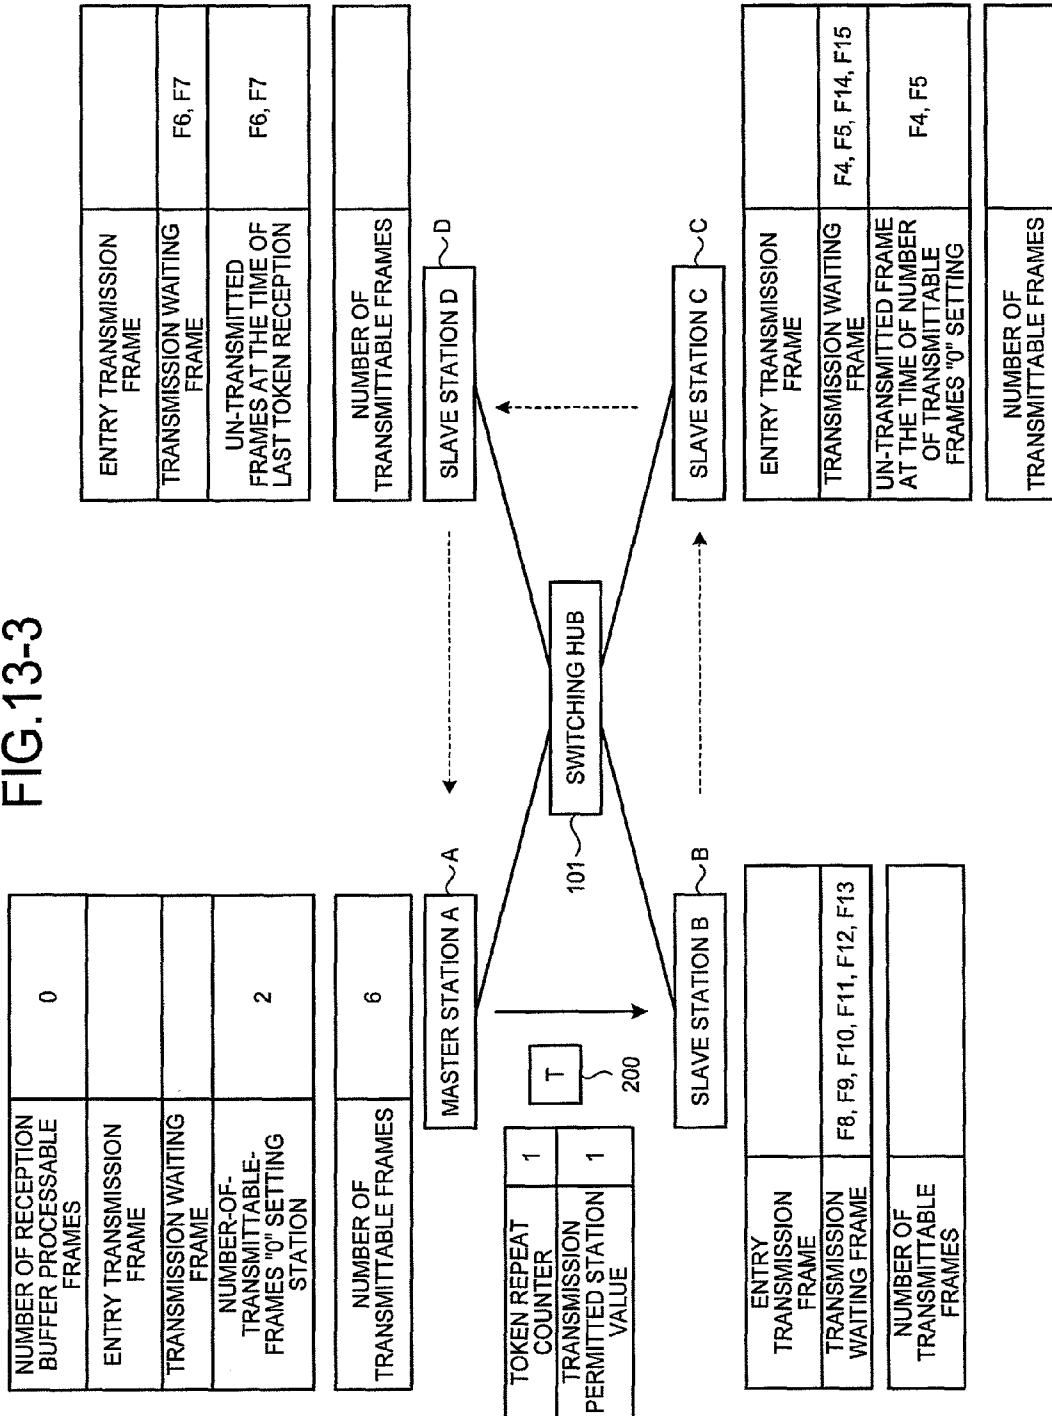 FIG.13-3
NUMBER OF RECEPTION
BUFFER PROCESSABLE
FRAMES
0
ENTRY TRANSMISSION
FRAME
TRANSMISSION WAITING
FRAME
NUMBER-OF-
TRANSMITTABLE-
FRAMES "0" SETTING
STATION
2
NUMBER OF
TRANSMITTABLE FRAMES
6
MASTER STATION A
A
ENTRY TRANSMISSION
FRAME
TRANSMISSION WAITING
FRAME
F6, F7
UN-TRANSMITTED
FRAMES AT THE TIME OF
LAST TOKEN RECEPTION
F6, F7
NUMBER OF
TRANSMITTABLE FRAMES
SLAVE STATION D
D
TOKEN REPEAT
COUNTER
1
TRANSMISSION
PERMITTED STATION
VALUE
1
T
200
101
SWITCHING HUB
SLAVE STATION B
B
ENTRY
TRANSMISSION
FRAME
TRANSMISSION
WAITING FRAME
F8, F9, F10, F11, F12, F13
NUMBER OF
TRANSMITTABLE
FRAMES
SLAVE STATION C
C
ENTRY TRANSMISSION
FRAME
TRANSMISSION WAITING
FRAME
F4, F5, F14, F15
UN-TRANSMITTED FRAME
AT THE TIME OF NUMBER
OF TRANSMITTABLE
FRAMES "0" SETTING
F4, F5
NUMBER OF
TRANSMITTABLE FRAMES